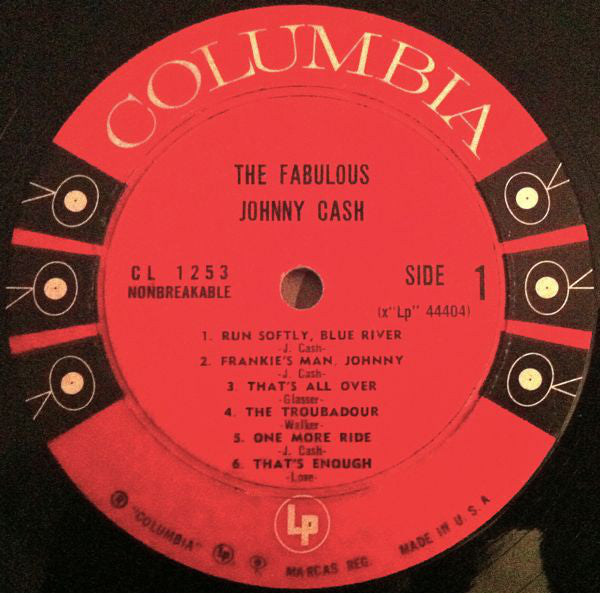 COLUMBIA
THE FABULOUS
JOHNNY CASH
CL 1253
NONBREAKABLE
SIDE 1
(x"Lp" 44404)
1. RUN SOFTLY, BLUE RIVER
-J. Cash-
2. FRANKIE'S MAN, JOHNNY
-J. Cash-
3 THAT'S ALL OVER
-Glasser-
4. THE TROUBADOUR
-Walker-
5. ONE MORE RIDE
-J. Cash-
6. THAT'S ENOUGH
-Love-
Lp
® "COLUMBIA" Lp MARCAS REG. MADE IN U.S.A